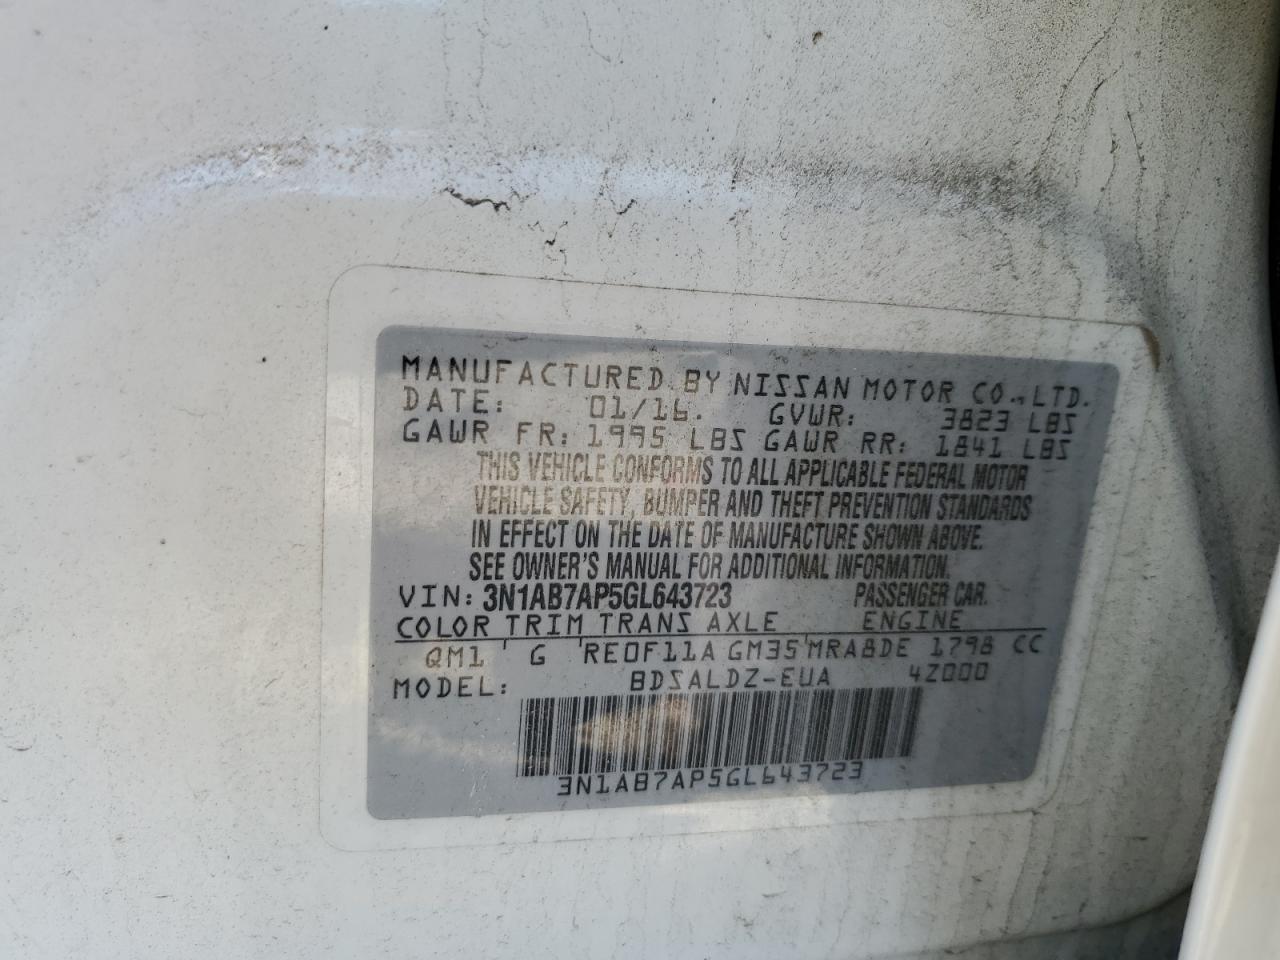 MANUFACTURED BY NISSAN MOTOR CO., LTD.
DATE: 01/16. GVWR: 3823 LBS
GAWR FR: 1995 LBS GAWR RR: 1841 LBS
THIS VEHICLE CONFORMS TO ALL APPLICABLE FEDERAL MOTOR
VEHICLE SAFETY, BUMPER AND THEFT PREVENTION STANDARDS
IN EFFECT ON THE DATE OF MANUFACTURE SHOWN ABOVE.
SEE OWNER'S MANUAL FOR ADDITIONAL INFORMATION.
VIN: 3N1AB7AP5GL643723 PASSENGER CAR.
COLOR TRIM TRANS AXLE ENGINE
QM1 G RE0F11A GM35 MRA8DE 1798 CC
MODEL: BDSALDZ-EUA 4Z000
3N1AB7AP5GL643723